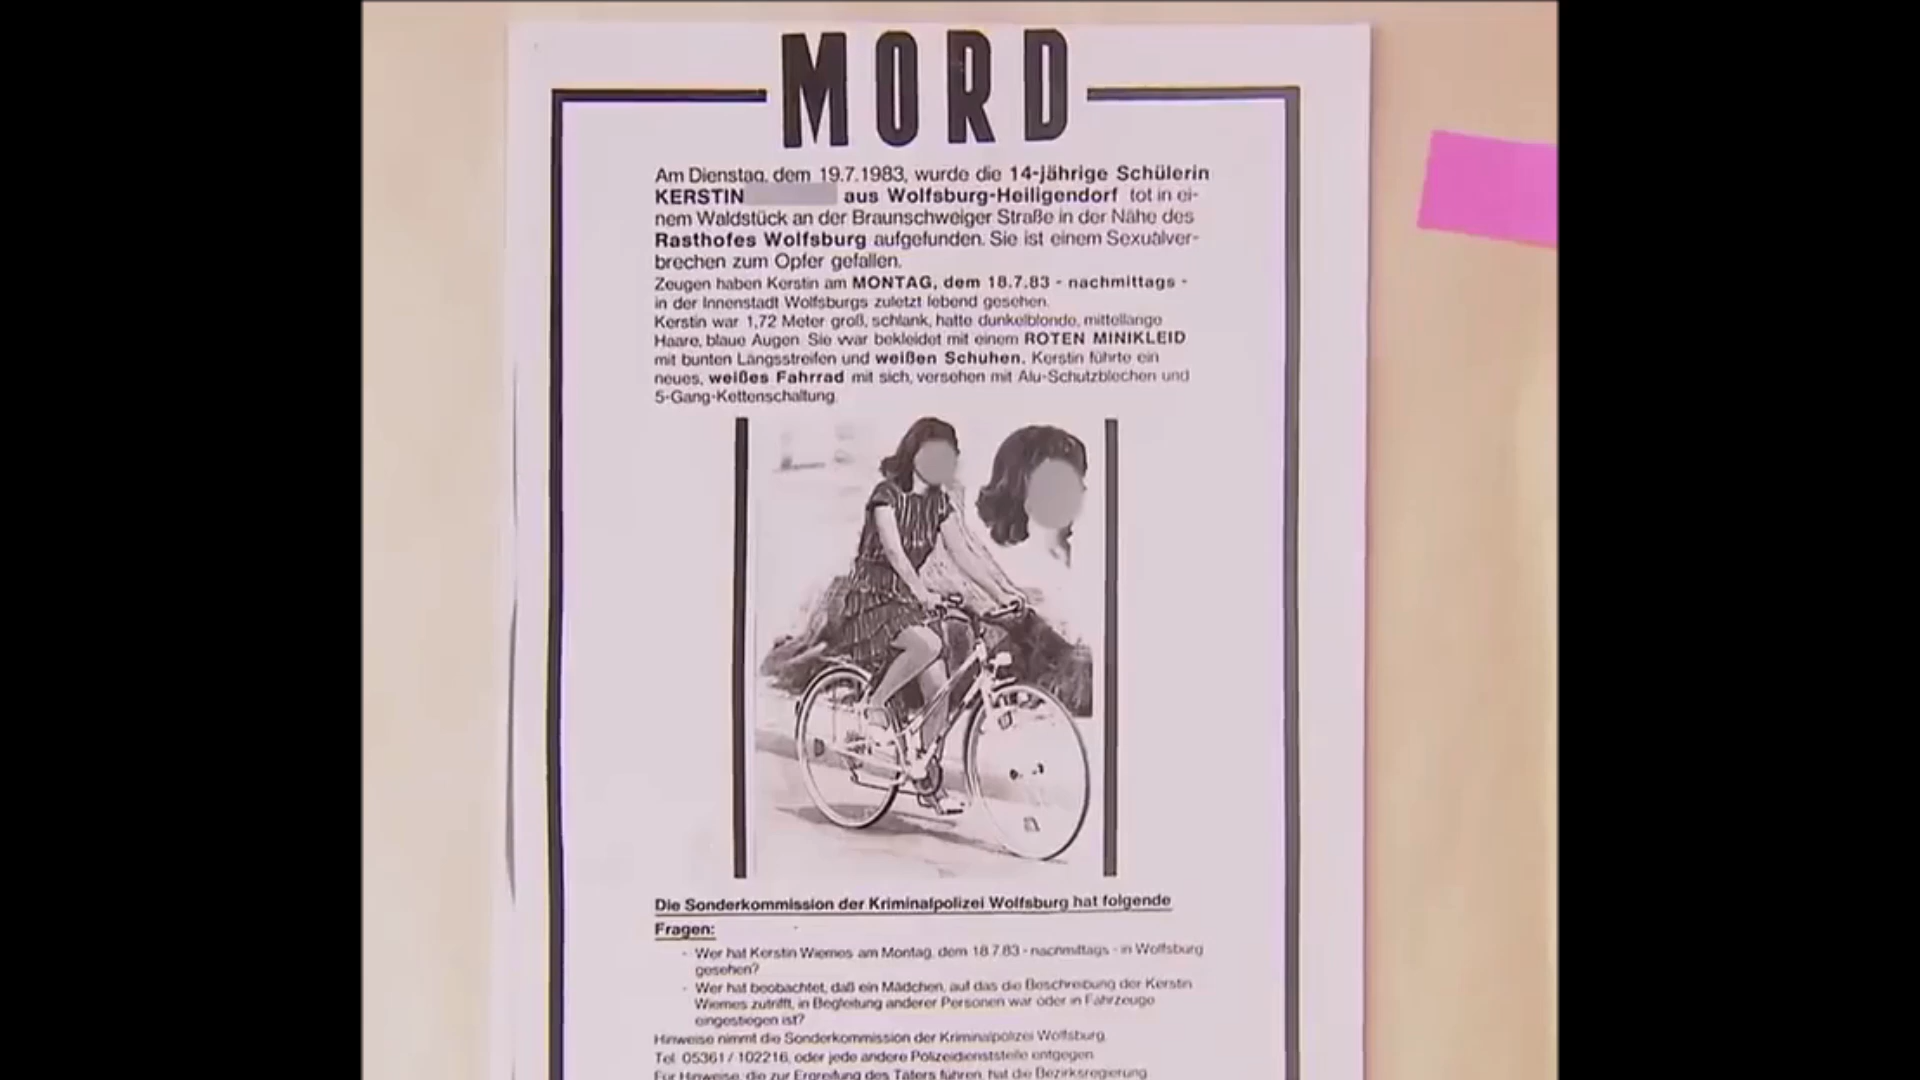 MORD
Am Dienstag, dem 19.7.1983, wurde die 14-jährige Schülerin
KERSTIN aus Wolfsburg-Heiligendorf tot in ei-
nem Waldstück an der Braunschweiger Straße in der Nähe des
Rasthofes Wolfsburg aufgefunden. Sie ist einem Sexualver-
brechen zum Opfer gefallen.
Zeugen haben Kerstin am MONTAG, dem 18.7.83 - nachmittags -
in der Innenstadt Wolfsburgs zuletzt lebend gesehen.
Kerstin war 1,72 Meter groß, schlank, hatte dunkelblonde, mittellange
Haare, blaue Augen. Sie war bekleidet mit einem ROTEN MINIKLEID
mit bunten Längsstreifen und weißen Schuhen. Kerstin führte ein
neues, weißes Fahrrad mit sich, versehen mit Alu-Schutzblechen und
5-Gang-Kettenschaltung.
Die Sonderkommission der Kriminalpolizei Wolfsburg hat folgende
Fragen:
- Wer hat Kerstin Wiemes am Montag, dem 18.7.83 - nachmittags - in Wolfsburg
gesehen?
- Wer hat beobachtet, daß ein Mädchen, auf das die Beschreibung der Kerstin
Wiemes zutrifft, in Begleitung anderer Personen war oder in Fahrzeuge
eingestiegen ist?
Hinweise nimmt die Sonderkommission der Kriminalpolizei Wolfsburg,
Tel. 05361 / 102216, oder jede andere Polizeidienststelle entgegen.
Für Hinweise, die zur Ergreifung des Täters führen, hat die Bezirksregierung